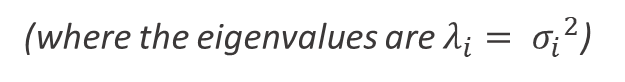 (where the eigenvalues are λᵢ = σᵢ²)